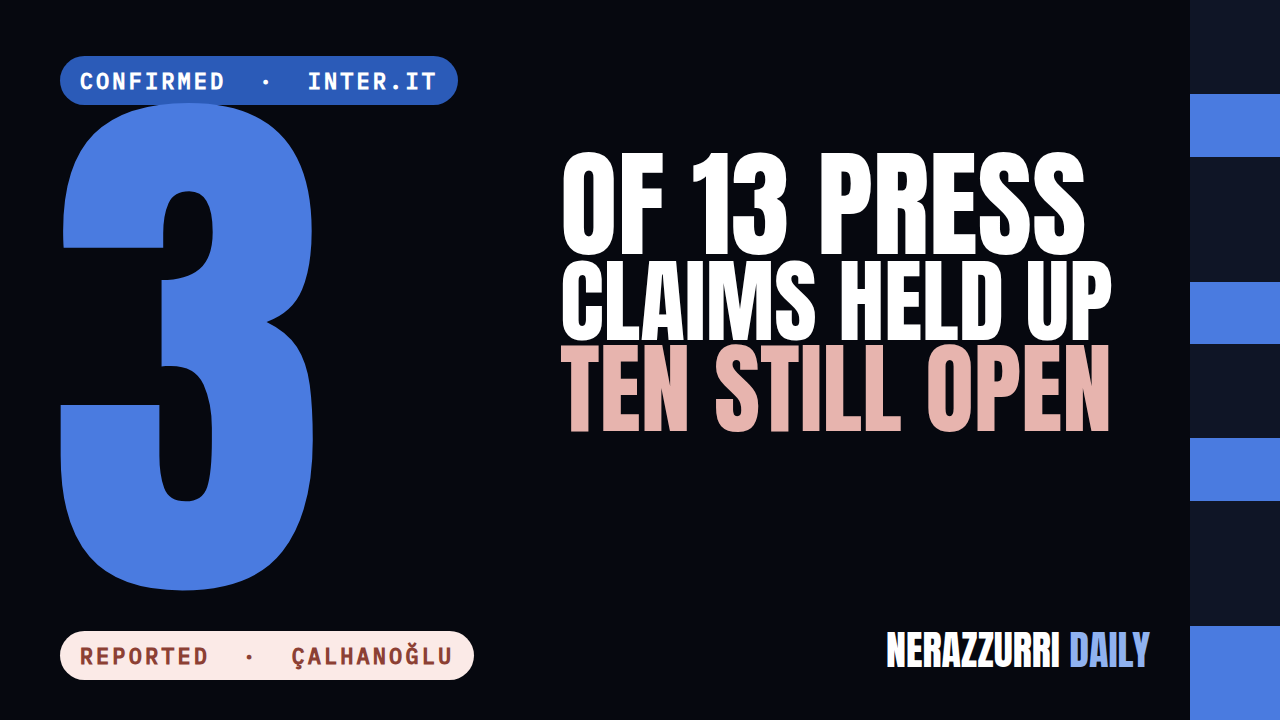 CONFIRMED · INTER.IT
3
OF 13 PRESS
CLAIMS HELD UP
TEN STILL OPEN
REPORTED · ÇALHANOĞLU
NERAZZURRI DAILY